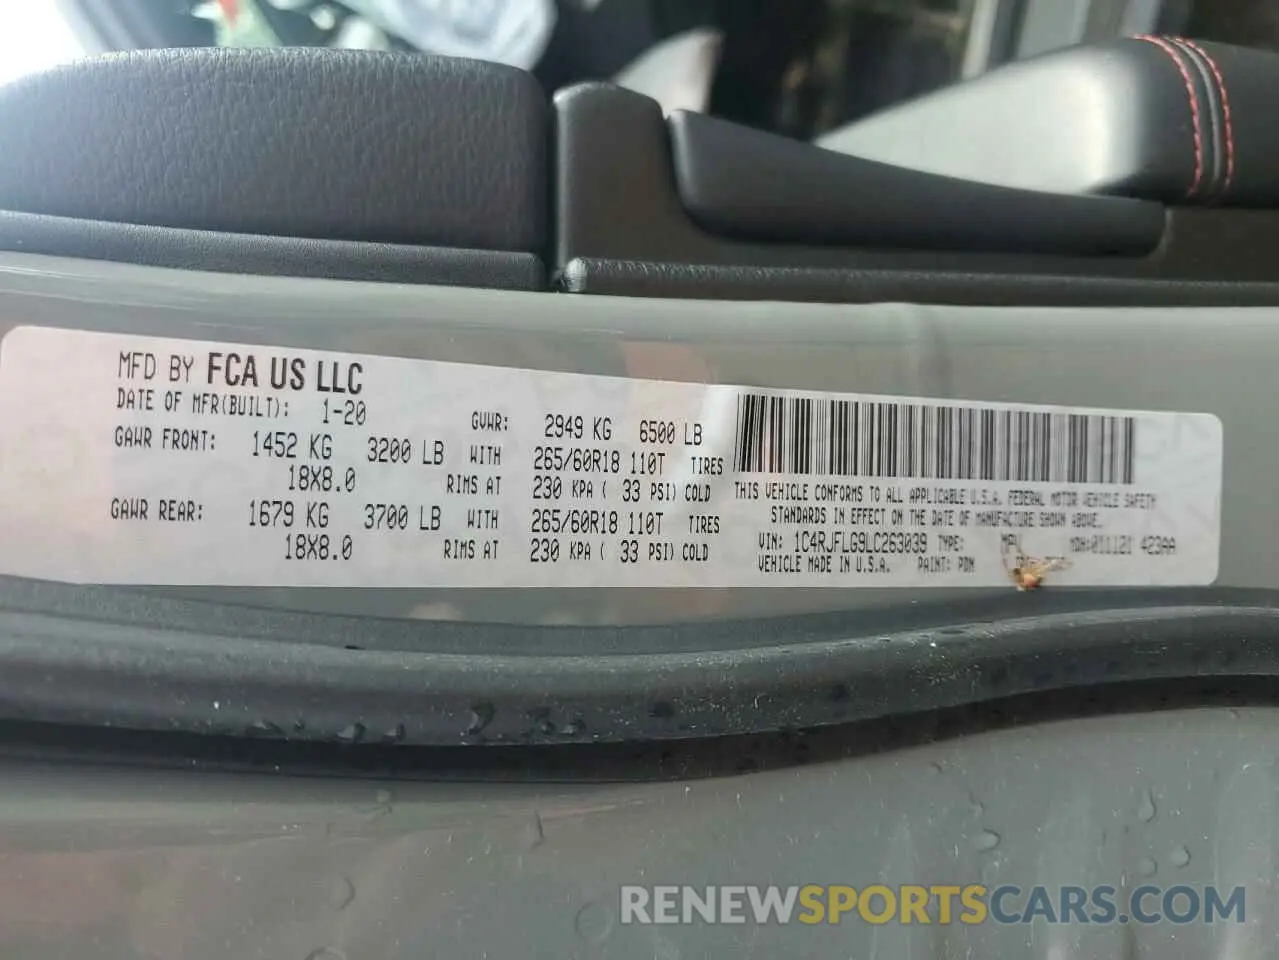 MFD BY FCA US LLC
DATE OF MFR(BUILT): 1-20
GVWR: 2949 KG 6500 LB
GAWR FRONT: 1452 KG 3200 LB WITH 265/60R18 110T TIRES
18X8.0 RIMS AT 230 KPA ( 33 PSI) COLD
GAWR REAR: 1679 KG 3700 LB WITH 265/60R18 110T TIRES
18X8.0 RIMS AT 230 KPA ( 33 PSI) COLD
THIS VEHICLE CONFORMS TO ALL APPLICABLE U.S.A. FEDERAL MOTOR VEHICLE SAFETY
STANDARDS IN EFFECT ON THE DATE OF MANUFACTURE SHOWN ABOVE.
VIN: 1C4RJFLG9LC263039 TYPE: MPV MDH:011121 423AA
VEHICLE MADE IN U.S.A. PAINT: PDN
RENEWSPORTSCARS.COM